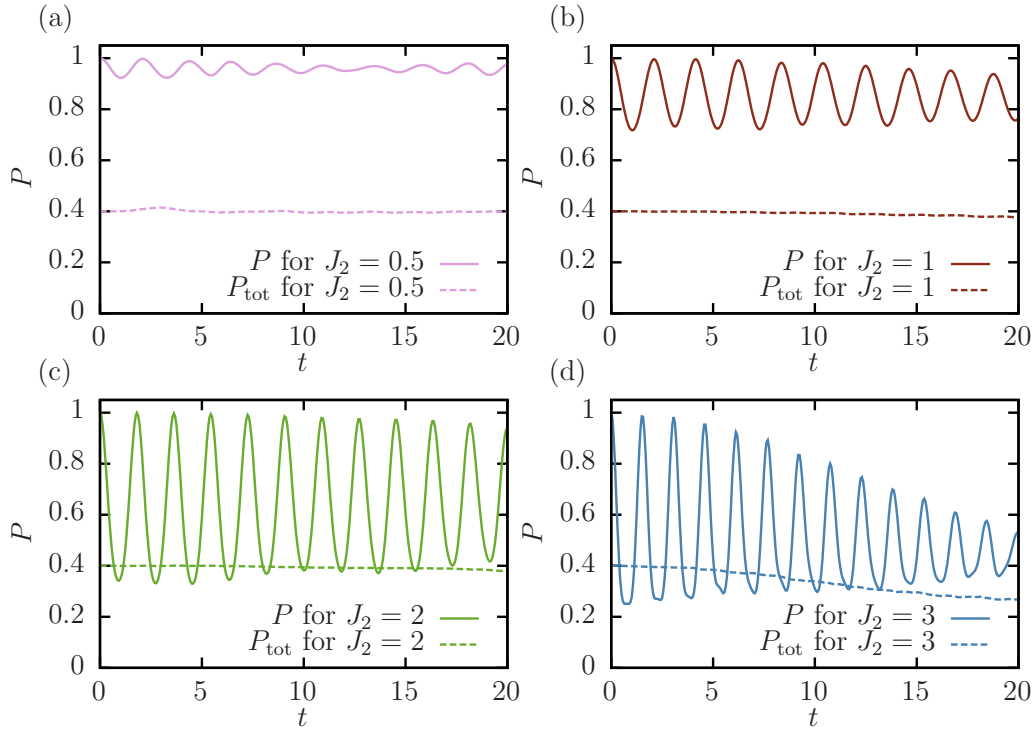 (a)
1
0.8
0.6
0.4
0.2
0
P
P for J₂ = 0.5
P_tot for J₂ = 0.5
0 5 10 15 20
t
(b)
1
0.8
0.6
0.4
0.2
0
P
P for J₂ = 1
P_tot for J₂ = 1
0 5 10 15 20
t
(c)
1
0.8
0.6
0.4
0.2
0
P
P for J₂ = 2
P_tot for J₂ = 2
0 5 10 15 20
t
(d)
1
0.8
0.6
0.4
0.2
0
P
P for J₂ = 3
P_tot for J₂ = 3
0 5 10 15 20
t